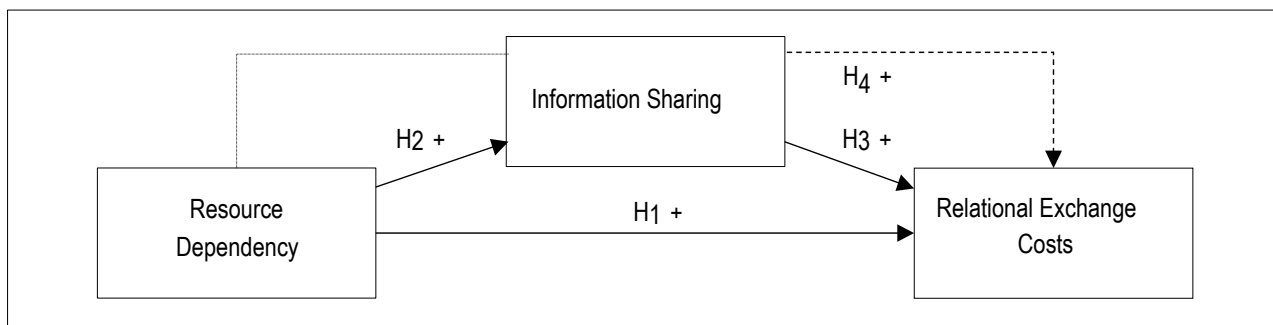 Information Sharing
H4 +
H2 +
H3 +
Resource
Dependency
H1 +
Relational Exchange
Costs